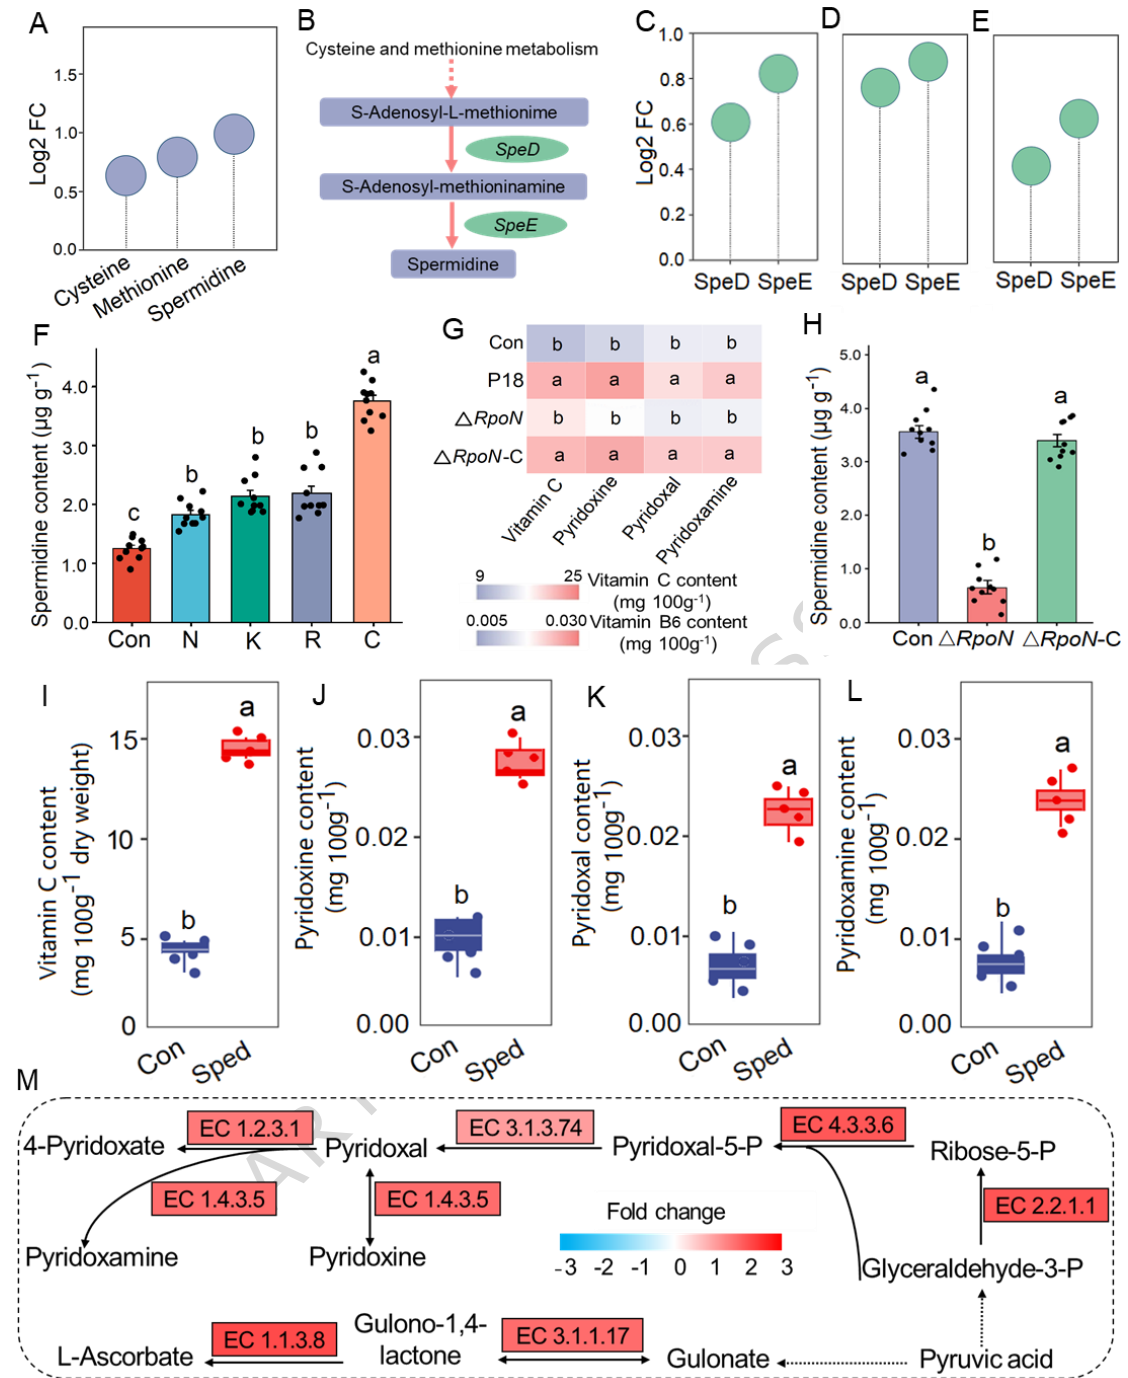 A
Log2 FC
1.5
1.0
0.5
0.0
Cysteine
Methionine
Spermidine
B
Cysteine and methionine metabolism
S-Adenosyl-L-methionime
SpeD
S-Adenosyl-methioninamine
SpeE
Spermidine
C
Log2 FC
1.0
0.8
0.6
0.4
0.2
0.0
SpeD SpeE
D
SpeD SpeE
E
SpeD SpeE
F
Spermidine content (µg g⁻¹)
4.0
3.0
2.0
1.0
0.0
c
b
b
b
a
Con N K R C
G
Con b b b b
P18 a a a a
△RpoN b b b b
△RpoN-C a a a a
Vitamin C
Pyridoxine
Pyridoxal
Pyridoxamine
9 25 Vitamin C content
(mg 100g⁻¹)
0.005 0.030 Vitamin B6 content
(mg 100g⁻¹)
H
Spermidine content (µg g⁻¹)
5.0
4.0
3.0
2.0
1.0
0.0
a
b
a
Con △RpoN △RpoN-C
I
Vitamin C content
(mg 100g⁻¹ dry weight)
15
10
5
0
b
a
Con
Sped
J
Pyridoxine content
(mg 100g⁻¹)
0.03
0.02
0.01
0.00
b
a
Con
Sped
K
Pyridoxal content
(mg 100g⁻¹)
0.03
0.02
0.01
0.00
b
a
Con
Sped
L
Pyridoxamine content
(mg 100g⁻¹)
0.03
0.02
0.01
0.00
b
a
Con
Sped
M
EC 1.2.3.1
EC 3.1.3.74
EC 4.3.3.6
4-Pyridoxate
Pyridoxal
Pyridoxal-5-P
Ribose-5-P
EC 1.4.3.5
EC 1.4.3.5
EC 2.2.1.1
Fold change
-3 -2 -1 0 1 2 3
Pyridoxamine
Pyridoxine
Glyceraldehyde-3-P
EC 1.1.3.8
EC 3.1.1.17
L-Ascorbate
Gulono-1,4-
lactone
Gulonate
Pyruvic acid